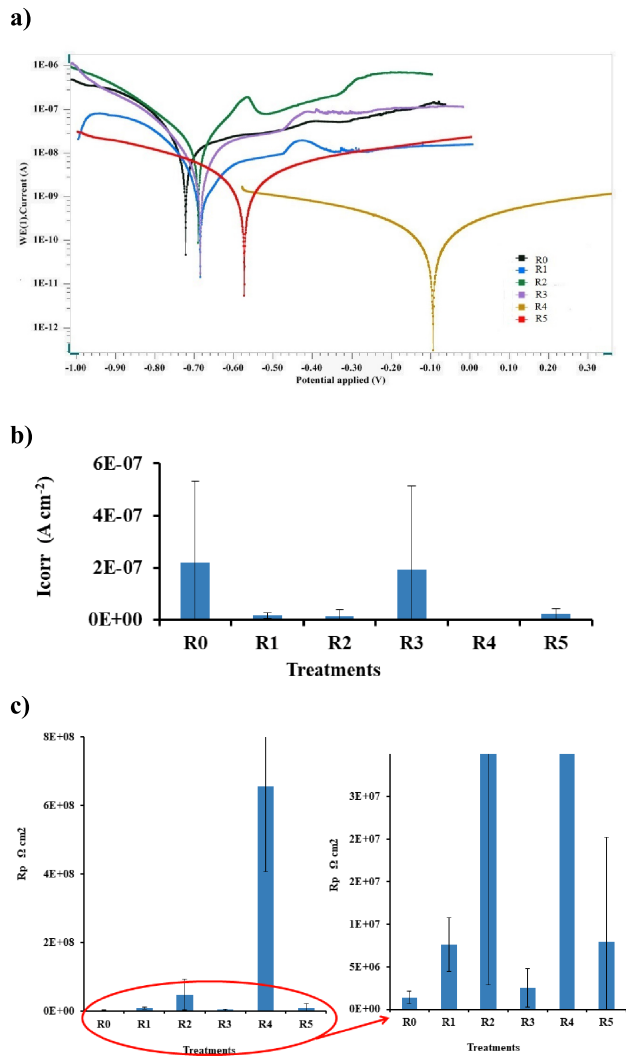 a)
1E-06
1E-07
1E-08
1E-09
1E-10
1E-11
1E-12
WE(1).Current (A)
R0
R1
R2
R3
R4
R5
-1.00 -0.90 -0.80 -0.70 -0.60 -0.50 -0.40 -0.30 -0.20 -0.10 0.00 0.10 0.20 0.30
Potential applied (V)
b)
6E-07
4E-07
2E-07
0E+00
Icorr (A cm-2)
R0 R1 R2 R3 R4 R5
Treatments
c)
8E+08
6E+08
4E+08
2E+08
0E+00
Rp Ω cm2
R0 R1 R2 R3 R4 R5
Treatments
3E+07
2E+07
2E+07
1E+07
5E+06
0E+00
Rp Ω cm2
R0 R1 R2 R3 R4 R5
Treatments